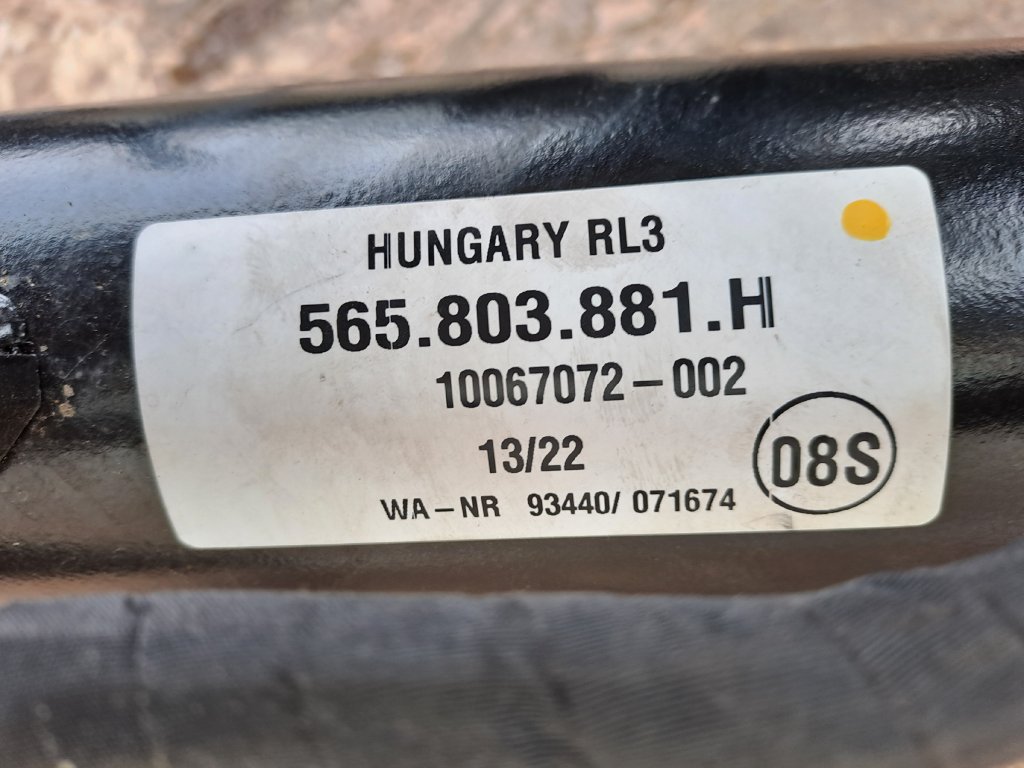 HUNGARY RL3
565.803.881.H
10067072-002
13/22
08S
WA-NR 93440/ 071674